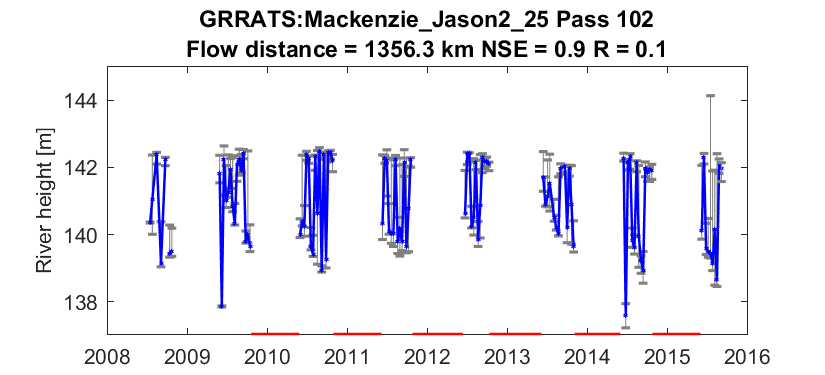 GRRATS:Mackenzie_Jason2_25 Pass 102
Flow distance = 1356.3 km NSE = 0.9 R = 0.1
River height [m]
144
142
140
138
2008 2009 2010 2011 2012 2013 2014 2015 2016